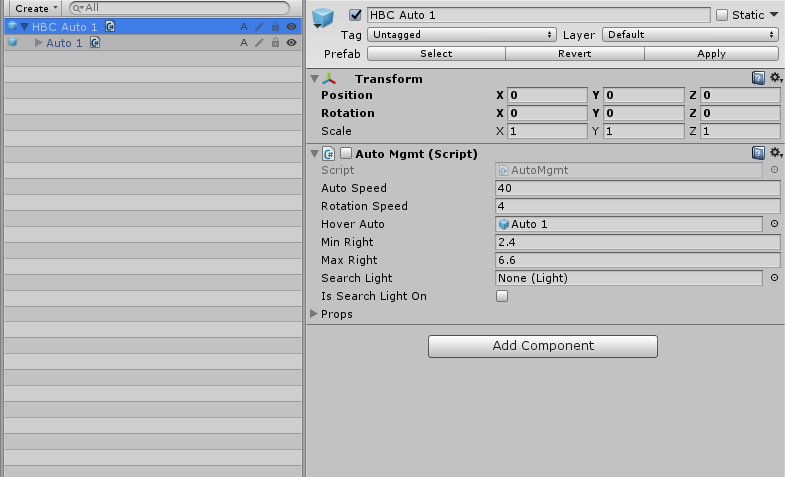 Create All
HBC Auto 1 A
Auto 1 A
HBC Auto 1 Static
Tag Untagged Layer Default
Prefab Select Revert Apply
Transform
Position X 0 Y 0 Z 0
Rotation X 0 Y 0 Z 0
Scale X 1 Y 1 Z 1
Auto Mgmt (Script)
Script AutoMgmt
Auto Speed 40
Rotation Speed 4
Hover Auto Auto 1
Min Right 2.4
Max Right 6.6
Search Light None (Light)
Is Search Light On
Props
Add Component